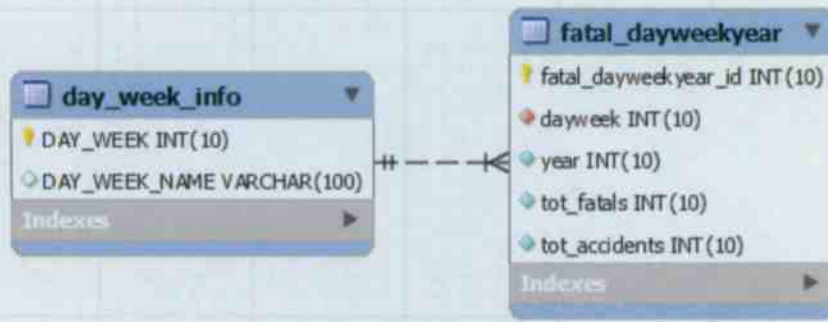 day_week_info
DAY_WEEK INT(10)
DAY_WEEK_NAME VARCHAR(100)
Indexes
fatal_dayweekyear
fatal_dayweekyear_id INT(10)
dayweek INT(10)
year INT(10)
tot_fatals INT(10)
tot_accidents INT(10)
Indexes